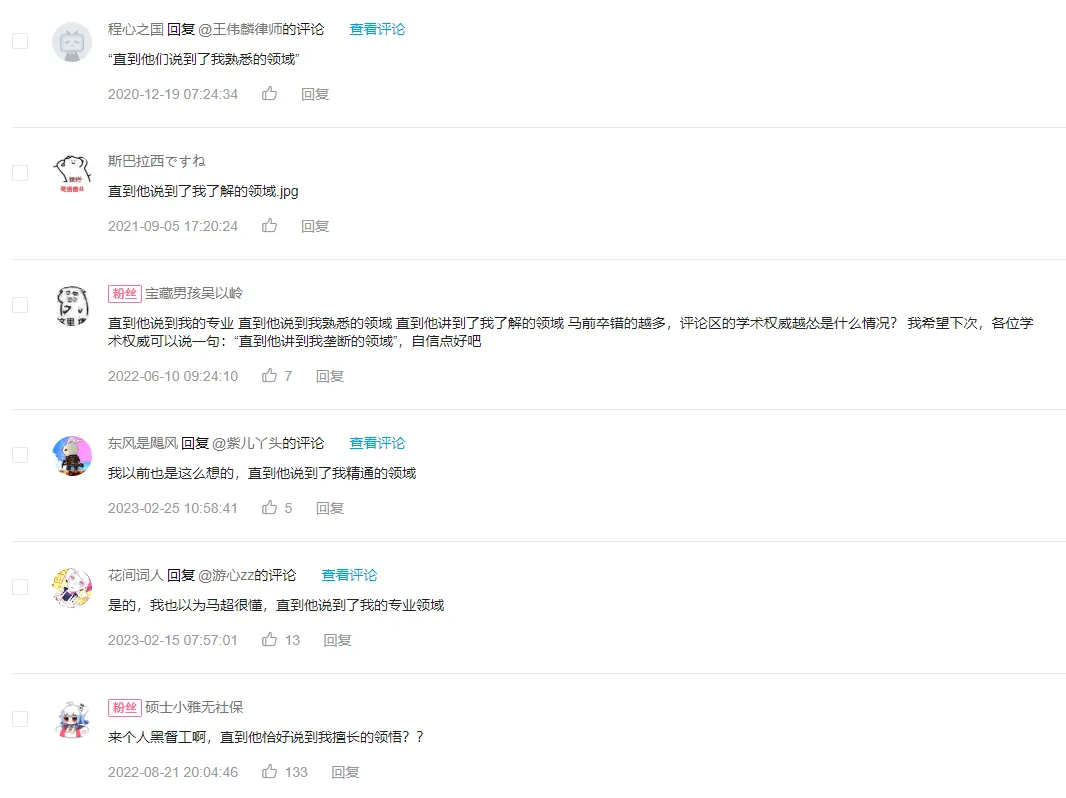 程心之国 回复 @王伟麟律师的评论 查看评论
“直到他们说到了我熟悉的领域”
2020-12-19 07:24:34 回复
斯巴拉西ですね
直到他说到了我了解的领域.jpg
2021-09-05 17:20:24 回复
粉丝 宝藏男孩吴以岭
直到他说到我的专业 直到他说到我熟悉的领域 直到他讲到了我了解的领域 马前卒错的越多，评论区的学术权威越怂是什么情况？ 我希望下次，各位学
术权威可以说一句：“直到他讲到我垄断的领域”，自信点好吧
2022-06-10 09:24:10 7 回复
东风是飓风 回复 @紫儿丫头的评论 查看评论
我以前也是这么想的，直到他说到了我精通的领域
2023-02-25 10:58:41 5 回复
花间词人 回复 @游心zz的评论 查看评论
是的，我也以为马超很懂，直到他说到了我的专业领域
2023-02-15 07:57:01 13 回复
粉丝 硕士小雅无社保
来个人黑督工啊，直到他恰好说到我擅长的领悟？？
2022-08-21 20:04:46 133 回复